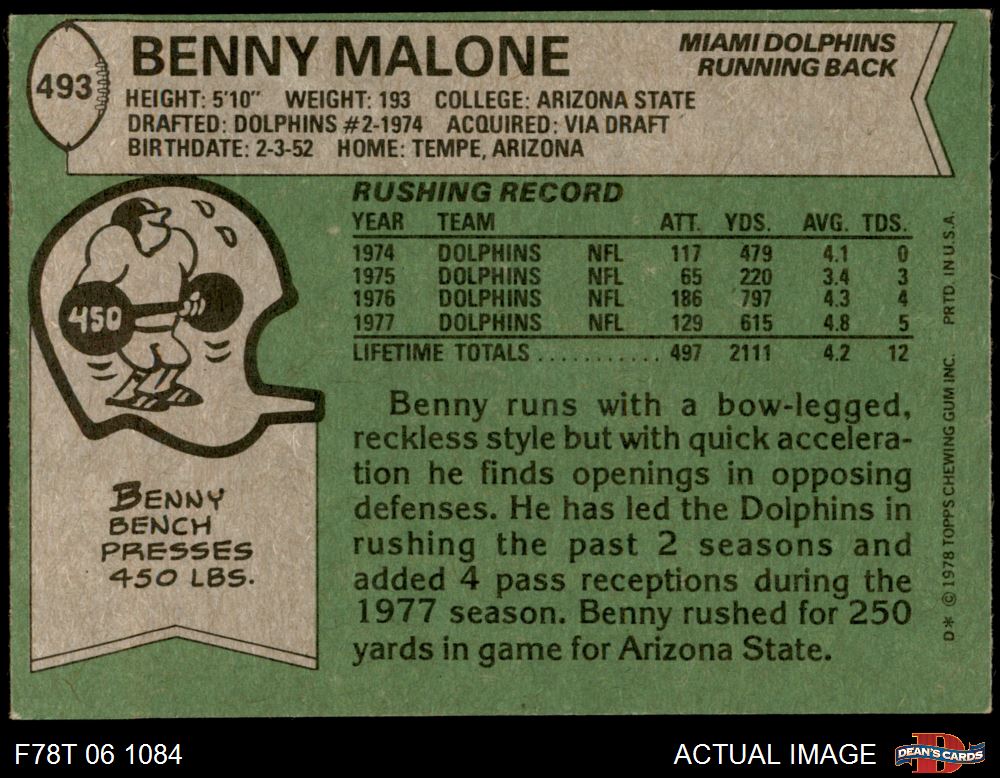 493
BENNY MALONE
MIAMI DOLPHINS
RUNNING BACK
HEIGHT: 5'10" WEIGHT: 193 COLLEGE: ARIZONA STATE
DRAFTED: DOLPHINS #2-1974 ACQUIRED: VIA DRAFT
BIRTHDATE: 2-3-52 HOME: TEMPE, ARIZONA
RUSHING RECORD
YEAR TEAM ATT. YDS. AVG. TDS.
1974 DOLPHINS NFL 117 479 4.1 0
1975 DOLPHINS NFL 65 220 3.4 3
1976 DOLPHINS NFL 186 797 4.3 4
1977 DOLPHINS NFL 129 615 4.8 5
LIFETIME TOTALS ........... 497 2111 4.2 12
450
BENNY
BENCH
PRESSES
450 LBS.
Benny runs with a bow-legged,
reckless style but with quick accelera-
tion he finds openings in opposing
defenses. He has led the Dolphins in
rushing the past 2 seasons and
added 4 pass receptions during the
1977 season. Benny rushed for 250
yards in game for Arizona State.
D* © 1978 TOPPS CHEWING GUM INC. PRTD. IN U.S.A.
F78T 06 1084
ACTUAL IMAGE
D
DEAN'S CARDS